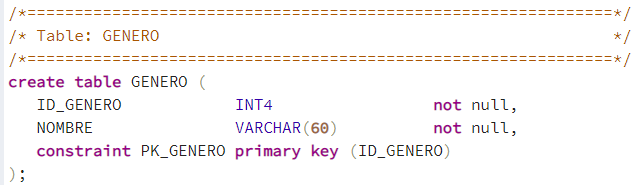 /*==============================================================*/
/* Table: GENERO                                                */
/*==============================================================*/
create table GENERO (
   ID_GENERO            INT4                 not null,
   NOMBRE               VARCHAR(60)          not null,
   constraint PK_GENERO primary key (ID_GENERO)
);